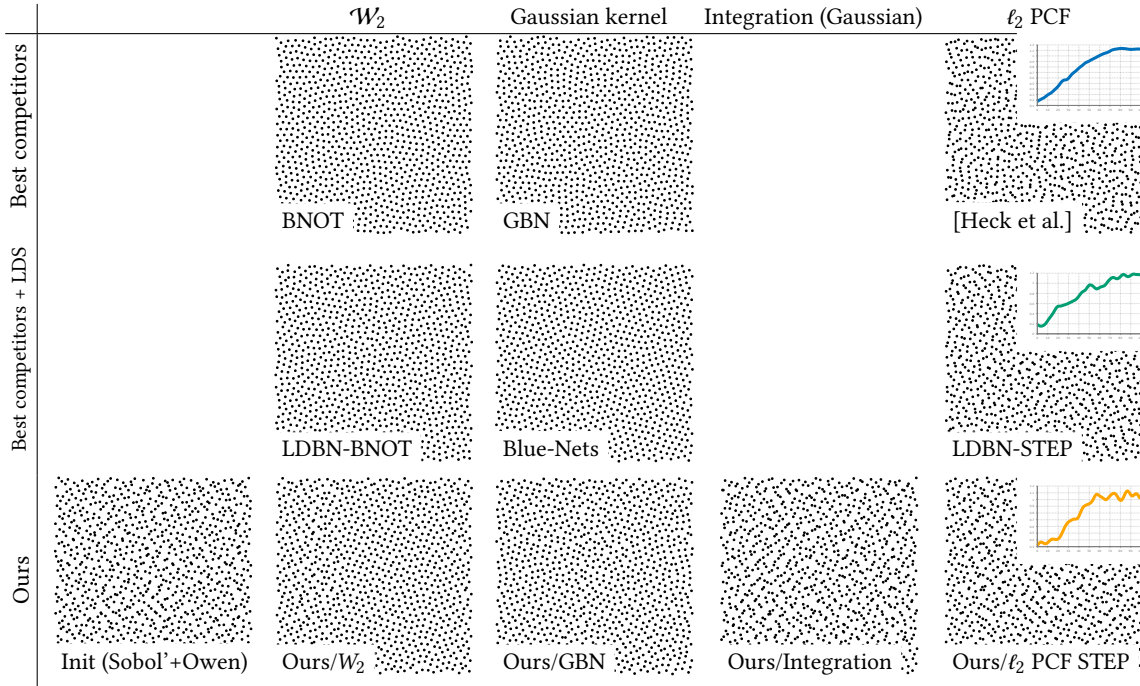 𝒲₂ Gaussian kernel Integration (Gaussian) ℓ₂ PCF
Best competitors
BNOT GBN [Heck et al.]
Best competitors + LDS
LDBN-BNOT Blue-Nets LDBN-STEP
Ours
Init (Sobol'+Owen) Ours/W₂ Ours/GBN Ours/Integration Ours/ℓ₂ PCF STEP